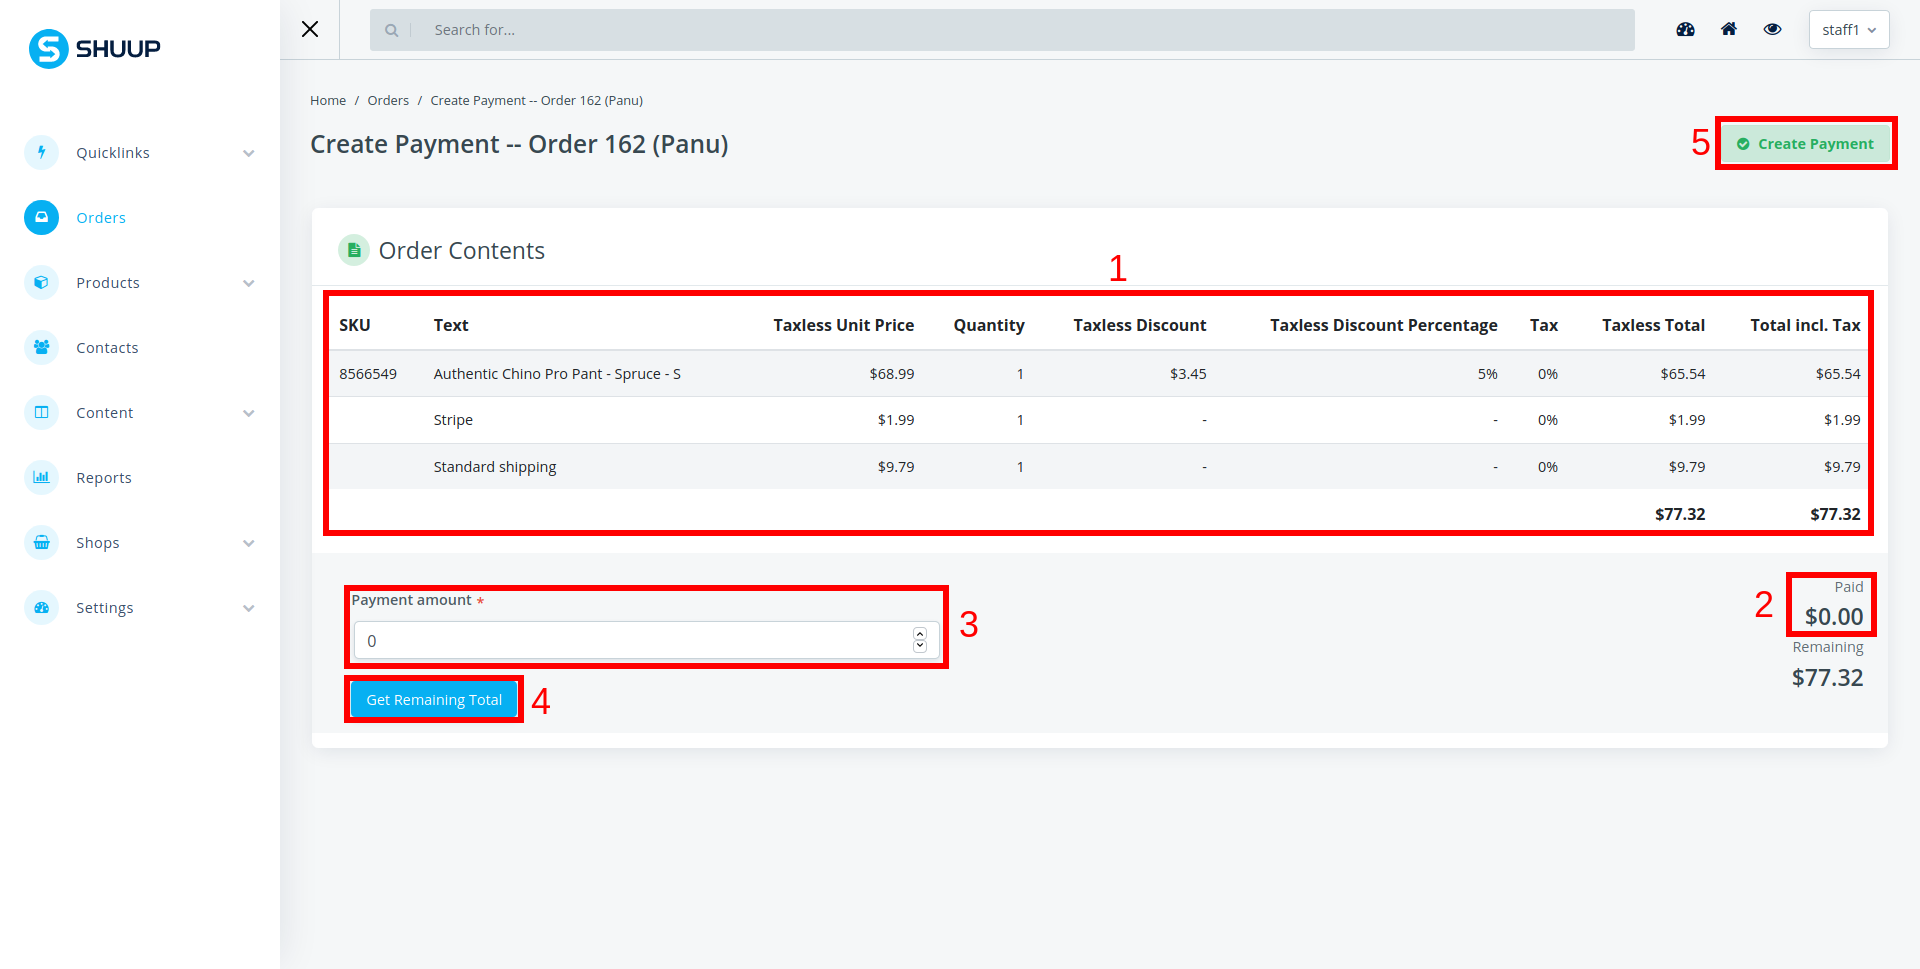 SHUUP
Search for...
staff1
Quicklinks
Orders
Products
Contacts
Content
Reports
Shops
Settings
Home / Orders / Create Payment -- Order 162 (Panu)
Create Payment -- Order 162 (Panu)
5
Create Payment
Order Contents
1
SKU Text Taxless Unit Price Quantity Taxless Discount Taxless Discount Percentage Tax Taxless Total Total incl. Tax
8566549 Authentic Chino Pro Pant - Spruce - S $68.99 1 $3.45 5% 0% $65.54 $65.54
Stripe $1.99 1 - - 0% $1.99 $1.99
Standard shipping $9.79 1 - - 0% $9.79 $9.79
$77.32 $77.32
Payment amount *
0
3
Get Remaining Total
4
2
Paid
$0.00
Remaining
$77.32